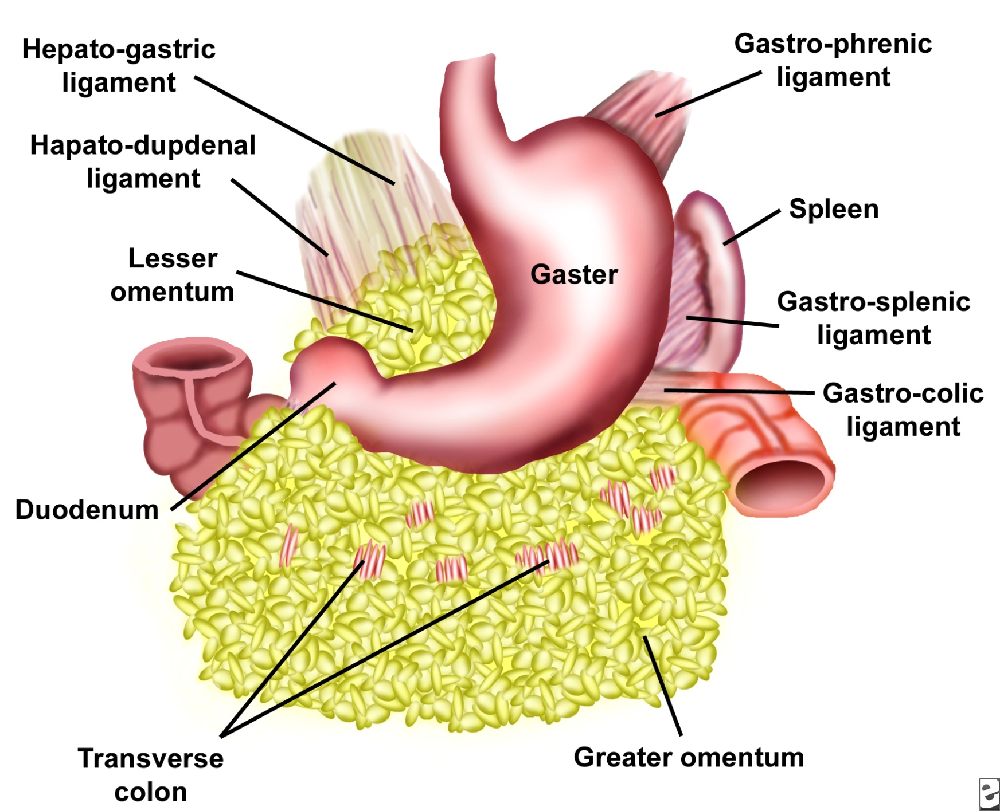 Hepato-gastric
ligament
Gastro-phrenic
ligament
Hapato-dupdenal
ligament
Spleen
Lesser
omentum
Gaster
Gastro-splenic
ligament
Gastro-colic
ligament
Duodenum
Transverse
colon
Greater omentum
e